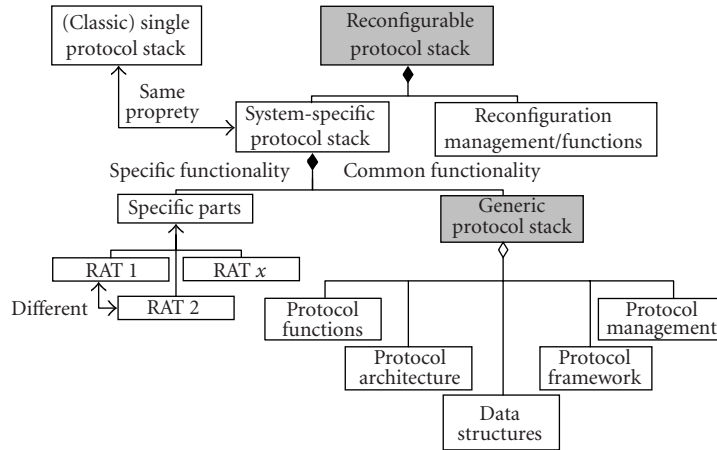 (Classic) single
protocol stack
Reconfigurable
protocol stack
Same
proprety
System-specific
protocol stack
Reconfiguration
management/functions
Specific functionality
Common functionality
Specific parts
Generic
protocol stack
RAT 1
RAT x
Different
RAT 2
Protocol
functions
Protocol
management
Protocol
architecture
Protocol
framework
Data
structures